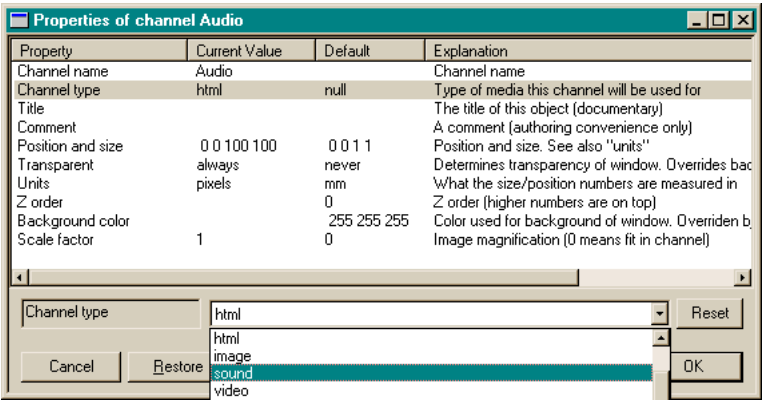 Properties of channel Audio
Property Current Value Default Explanation
Channel name Audio Channel name
Channel type html null Type of media this channel will be used for
Title The title of this object (documentary)
Comment A comment (authoring convenience only)
Position and size 0 0 100 100 0 0 1 1 Position and size. See also "units"
Transparent always never Determines transparency of window. Overrides bac
Units pixels mm What the size/position numbers are measured in
Z order 0 Z order (higher numbers are on top)
Background color 255 255 255 Color used for background of window. Overriden b
Scale factor 1 0 Image magnification (0 means fit in channel)
Channel type html Reset
html
image
Cancel Restore sound OK
video